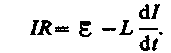 IR = ℰ − L dI/dt.